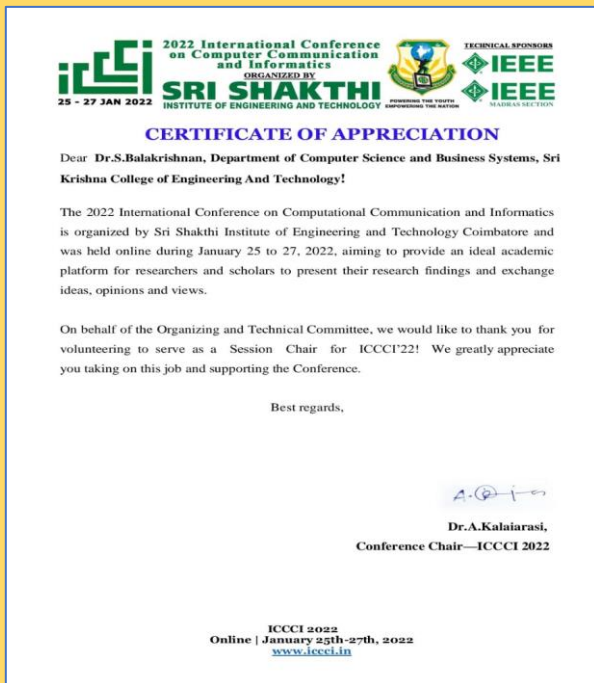 iccci
25 - 27 JAN 2022
2022 International Conference
on Computer Communication
and Informatics
ORGANIZED BY
SRI SHAKTHI
INSTITUTE OF ENGINEERING AND TECHNOLOGY
POWERING THE YOUTH
EMPOWERING THE NATION
TECHNICAL SPONSORS
IEEE
IEEE
MADRAS SECTION
CERTIFICATE OF APPRECIATION
Dear Dr.S.Balakrishnan, Department of Computer Science and Business Systems, Sri
Krishna College of Engineering And Technology!
The 2022 International Conference on Computational Communication and Informatics
is organized by Sri Shakthi Institute of Engineering and Technology Coimbatore and
was held online during January 25 to 27, 2022, aiming to provide an ideal academic
platform for researchers and scholars to present their research findings and exchange
ideas, opinions and views.
On behalf of the Organizing and Technical Committee, we would like to thank you for
volunteering to serve as a Session Chair for ICCCI'22! We greatly appreciate
you taking on this job and supporting the Conference.
Best regards,
Dr.A.Kalaiarasi,
Conference Chair—ICCCI 2022
ICCCI 2022
Online | January 25th-27th, 2022
www.iccci.in